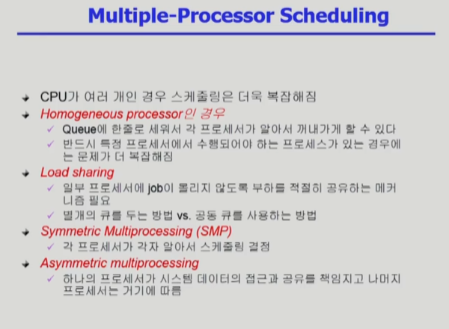 Multiple-Processor Scheduling
CPU가 여러 개인 경우 스케줄링은 더욱 복잡해짐
Homogeneous processor인 경우
Queue에 한줄로 세워서 각 프로세서가 알아서 꺼내가게 할 수 있다
반드시 특정 프로세서에서 수행되어야 하는 프로세스가 있는 경우에
는 문제가 더 복잡해짐
Load sharing
일부 프로세서에 job이 몰리지 않도록 부하를 적절히 공유하는 메커
니즘 필요
별개의 큐를 두는 방법 vs. 공동 큐를 사용하는 방법
Symmetric Multiprocessing (SMP)
각 프로세서가 각자 알아서 스케줄링 결정
Asymmetric multiprocessing
하나의 프로세서가 시스템 데이터의 접근과 공유를 책임지고 나머지
프로세서는 거기에 따름